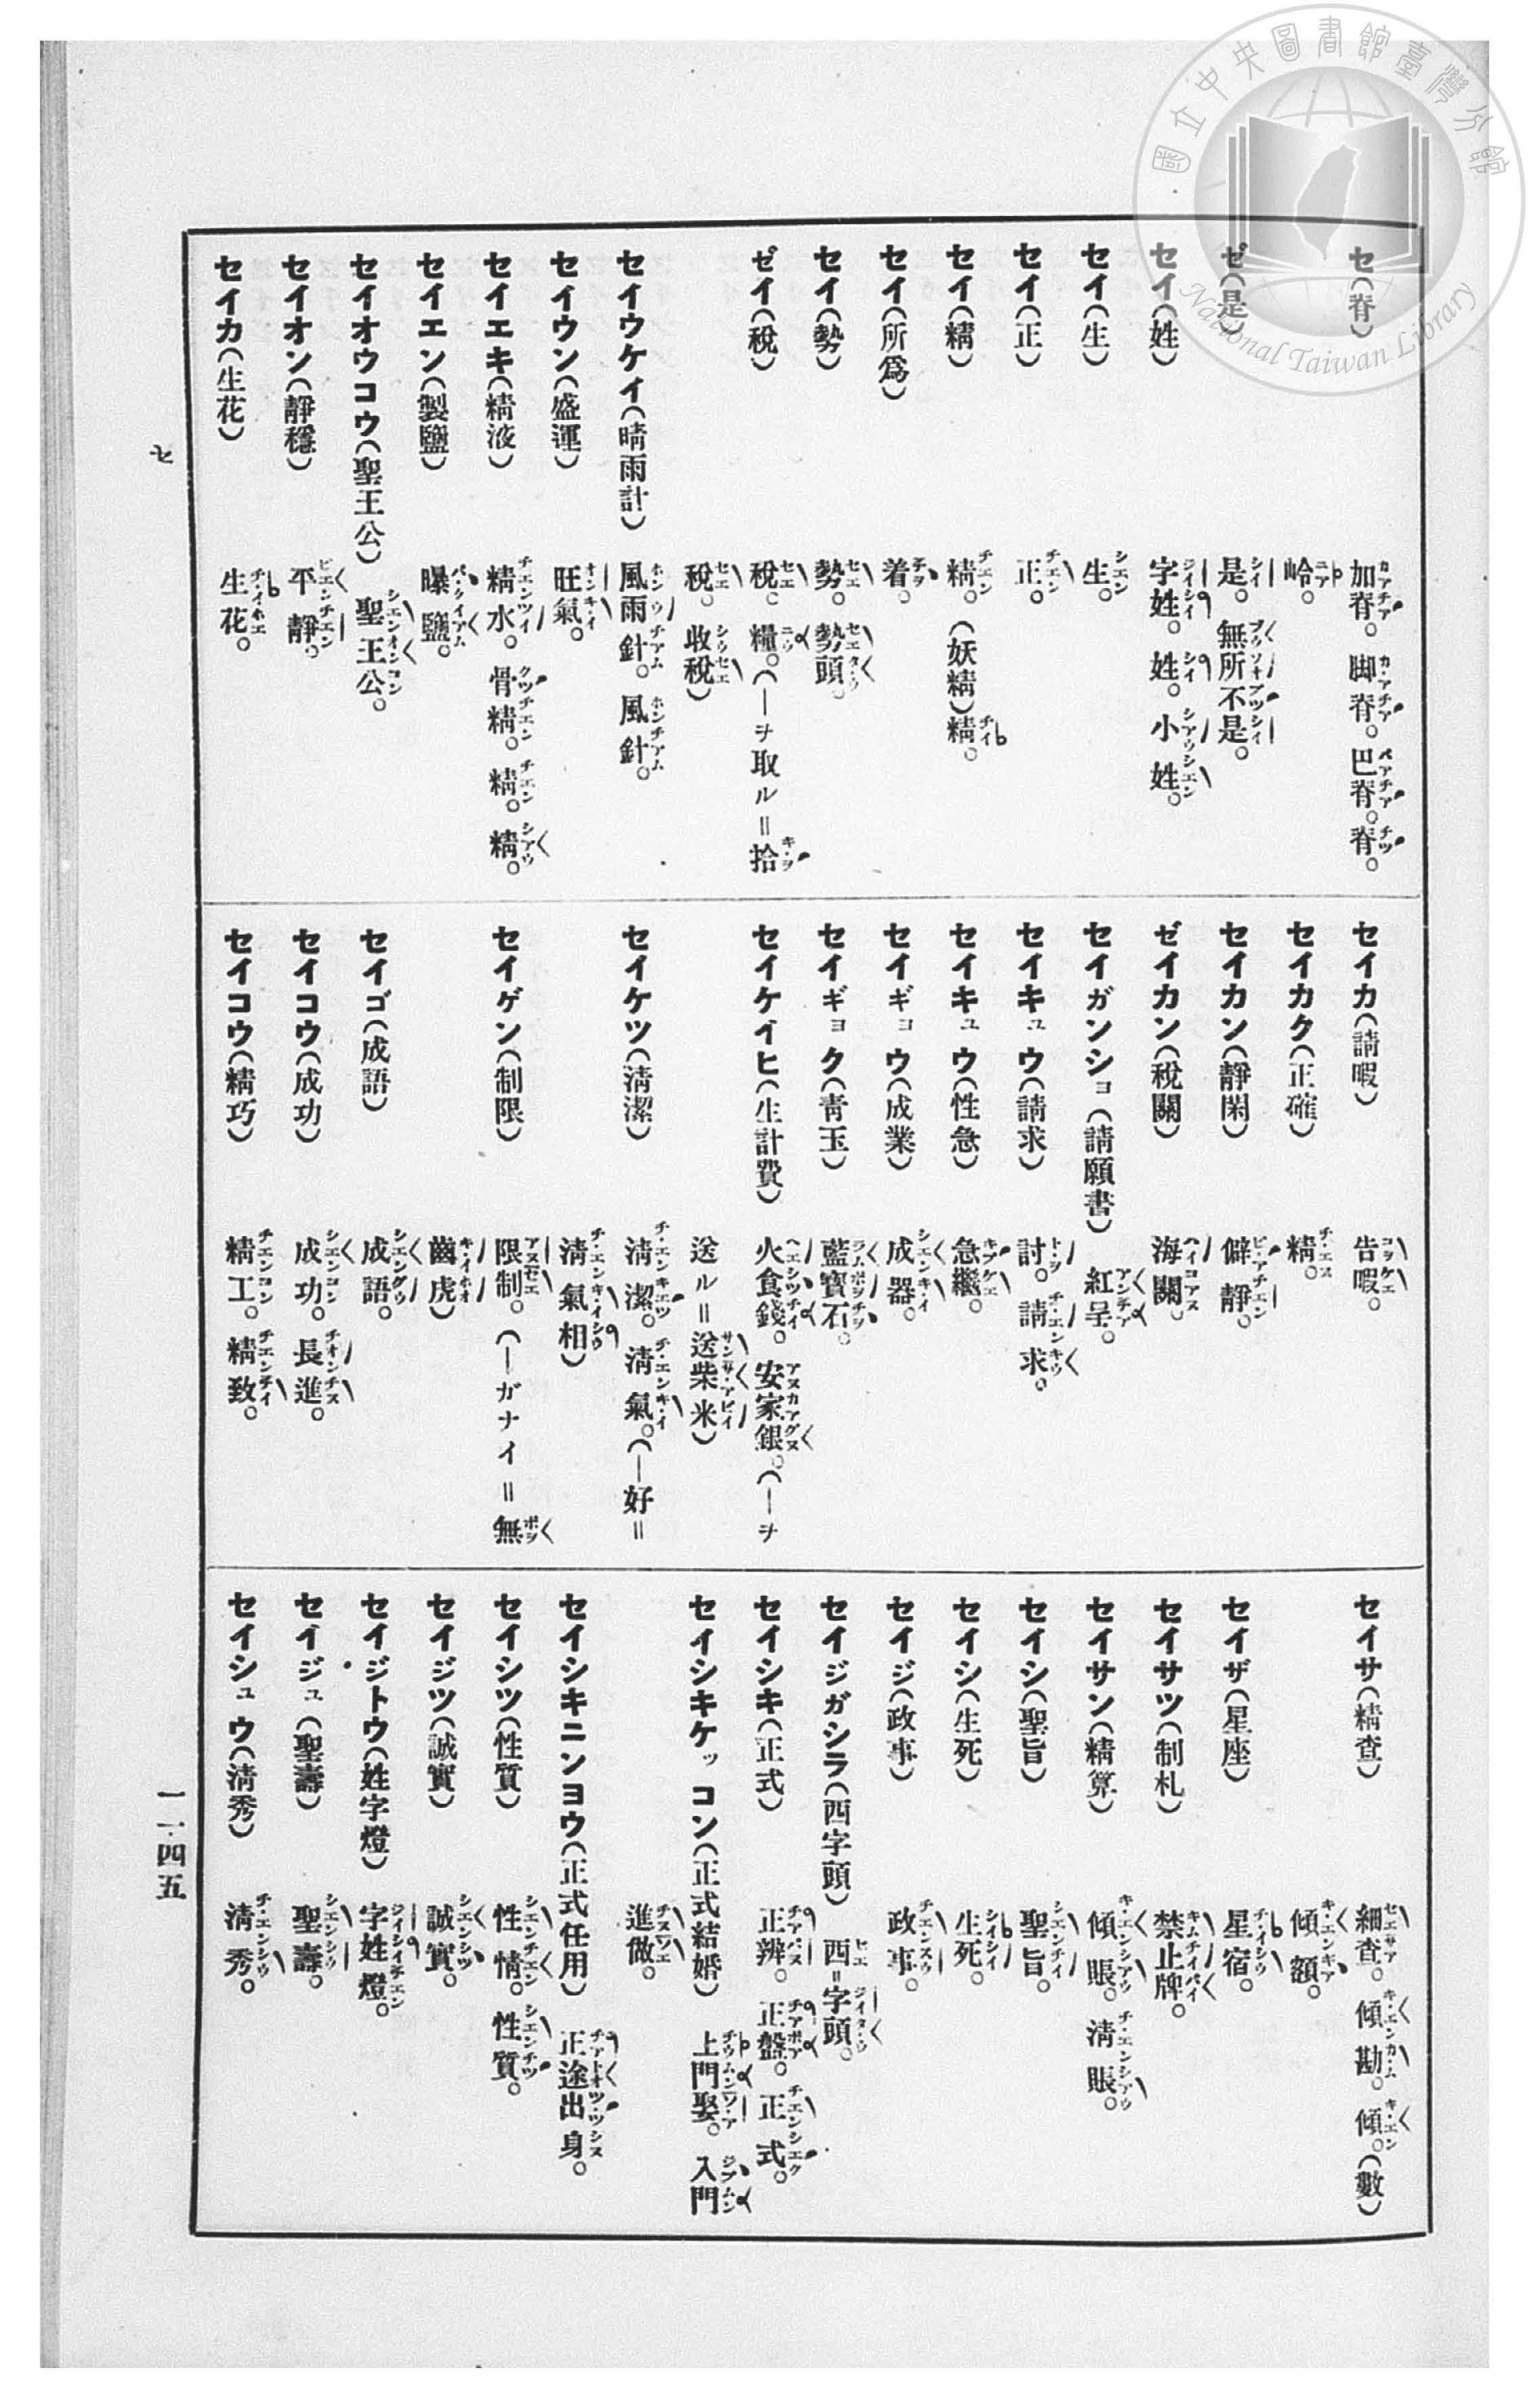 國立中央圖書館臺灣分館
National Taiwan Library
セ(脊) 加脊。脚脊。巴脊。脊。
岭。
ゼ(是) 是。無所不是。
セイ(姓) 字姓。姓。小姓。
セイ(生) 生。
セイ(正) 正。
セイ(精) 精。(妖精)精。
セイ(所爲) 着。
セイ(勢) 勢。勢頭。
ゼイ(稅) 稅。糧。(―ヲ取ル=拾
稅。收稅)
セイウケイ(晴雨計) 風雨針。風針。
セイウン(盛運) 旺氣。
セイエキ(精液) 精水。骨精。精。精。
セイエン(製鹽) 曝鹽。
セイオウコウ(聖王公) 聖王公。
セイオン(靜穩) 平靜。
セイカ(生花) 生花。
セイカ(請暇) 告暇。
セイカク(正確) 精。
セイカン(靜閑) 僻靜。
ゼイカン(稅關) 海關。
セイガンショ(請願書) 紅呈。
セイキュウ(請求) 討。請求。
セイキュウ(性急) 急繼。
セイギョウ(成業) 成器。
セイギョク(靑玉) 藍寶石。
セイケイヒ(生計費) 火食錢。安家銀。(―ヲ
送ル=送柴米)
セイケツ(淸潔) 淸潔。淸氣。(―好=
淸氣相)
セイゲン(制限) 限制。(―ガナイ=無
齒虎)
セイゴ(成語) 成語。
セイコウ(成功) 成功。長進。
セイコウ(精巧) 精工。精致。
セイサ(精査) 細査。傾勘。傾。(數)
傾額。
セイザ(星座) 星宿。
セイサツ(制札) 禁止牌。
セイサン(精算) 傾賬。淸賬。
セイシ(聖旨) 聖旨。
セイシ(生死) 生死。
セイジ(政事) 政事。
セイジガシラ(西字頭) 西=字頭。
セイシキ(正式) 正辨。正盤。正式。
セイシキケッコン(正式結婚) 上門娶。入門
進做。
セイシキニンヨウ(正式任用) 正途出身。
セイシツ(性質) 性情。性質。
セイジツ(誠實) 誠實。
セイジトウ(姓字燈) 字姓燈。
セイジュ(聖壽) 聖壽。
セイシュウ(淸秀) 淸秀。
セ
一一四五